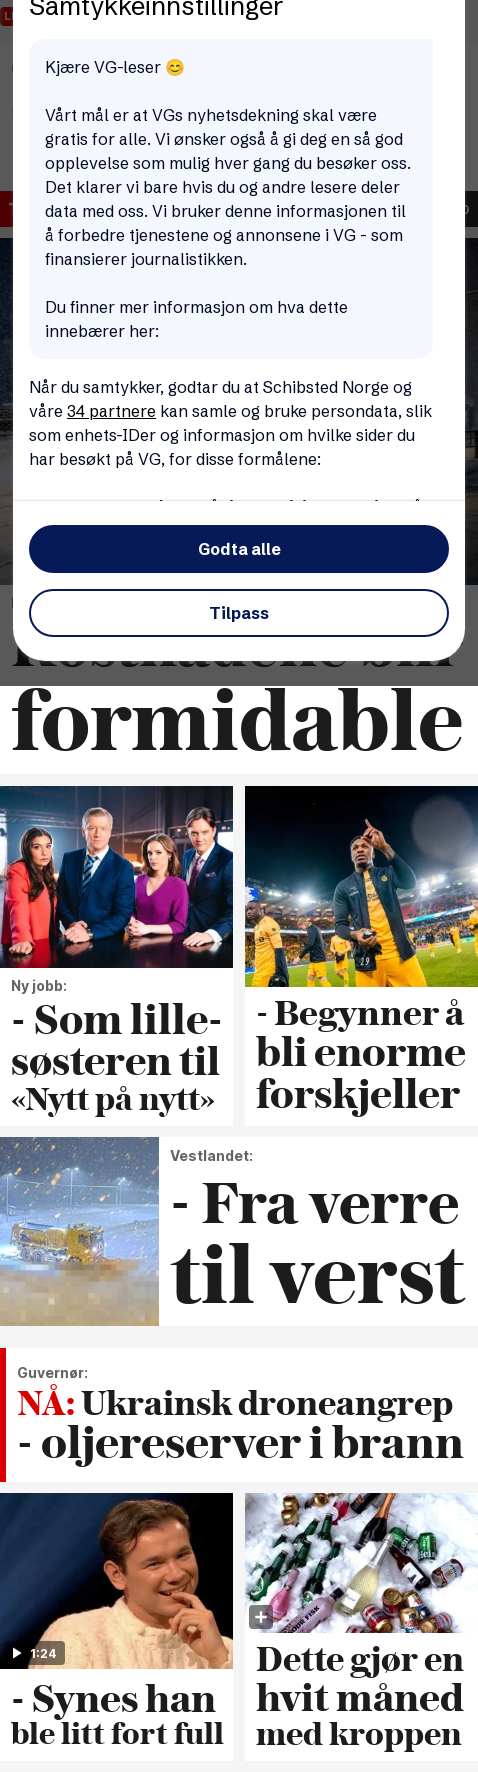 Samtykkeinnstillinger
Kjære VG-leser 😊
Vårt mål er at VGs nyhetsdekning skal være
gratis for alle. Vi ønsker også å gi deg en så god
opplevelse som mulig hver gang du besøker oss.
Det klarer vi bare hvis du og andre lesere deler
data med oss. Vi bruker denne informasjonen til
å forbedre tjenestene og annonsene i VG - som
finansierer journalistikken.
Du finner mer informasjon om hva dette
innebærer her:
Når du samtykker, godtar du at Schibsted Norge og
våre 34 partnere kan samle og bruke persondata, slik
som enhets-IDer og informasjon om hvilke sider du
har besøkt på VG, for disse formålene:
Godta alle
Tilpass
formidable
Ny jobb:
- Som lille-
søsteren til
«Nytt på nytt»
- Begynner å
bli enorme
forskjeller
29
Vestlandet:
- Fra verre
til verst
Guvernør:
NÅ: Ukrainsk droneangrep
- oljereserver i brann
1:24
- Synes han
ble litt fort full
Dette gjør en
hvit måned
med kroppen